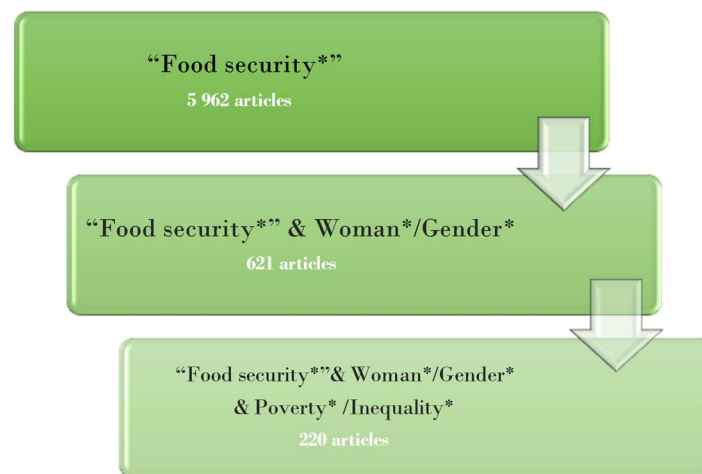 “Food security*”
5 962 articles
“Food security*” & Woman*/Gender*
621 articles
“Food security*”& Woman*/Gender*
& Poverty* /Inequality*
220 articles